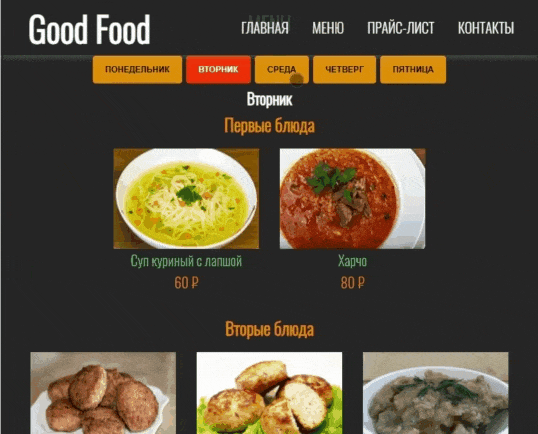 Good Food
ГЛАВНАЯ МЕНЮ ПРАЙС-ЛИСТ КОНТАКТЫ
ПОНЕДЕЛЬНИК ВТОРНИК СРЕДА ЧЕТВЕРГ ПЯТНИЦА
Вторник
Первые блюда
Суп куриный с лапшой Харчо
60 ₽ 80 ₽
Вторые блюда